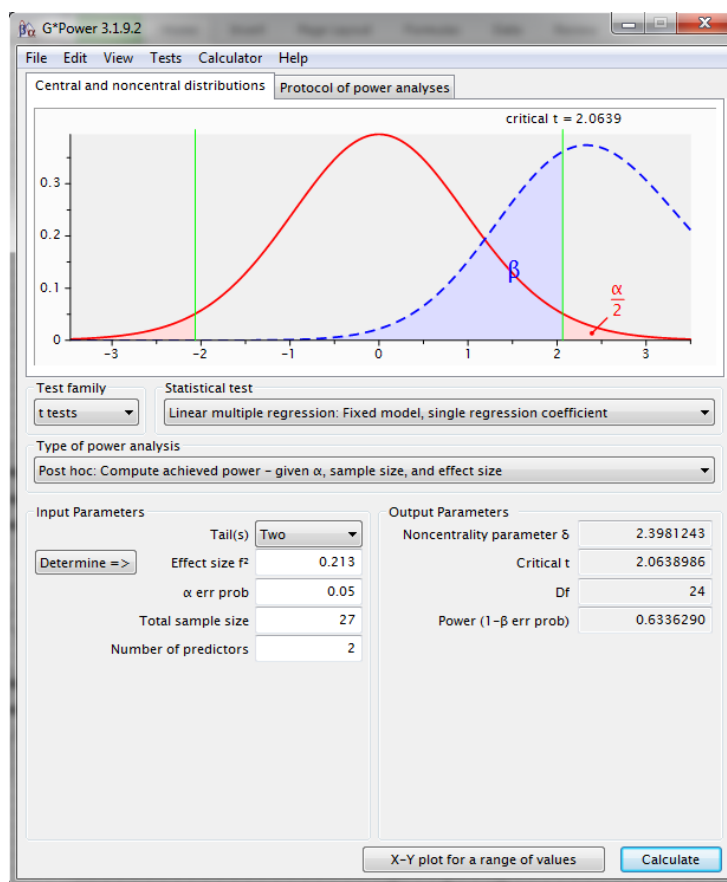 G*Power 3.1.9.2
File Edit View Tests Calculator Help
Central and noncentral distributions Protocol of power analyses
critical t = 2.0639
0.3
0.2
0.1
0
β
α
2
-3 -2 -1 0 1 2 3
Test family Statistical test
t tests Linear multiple regression: Fixed model, single regression coefficient
Type of power analysis
Post hoc: Compute achieved power – given α, sample size, and effect size
Input Parameters Output Parameters
Tail(s) Two Noncentrality parameter δ 2.3981243
Determine => Effect size f² 0.213 Critical t 2.0638986
α err prob 0.05 Df 24
Total sample size 27 Power (1-β err prob) 0.6336290
Number of predictors 2
X-Y plot for a range of values Calculate